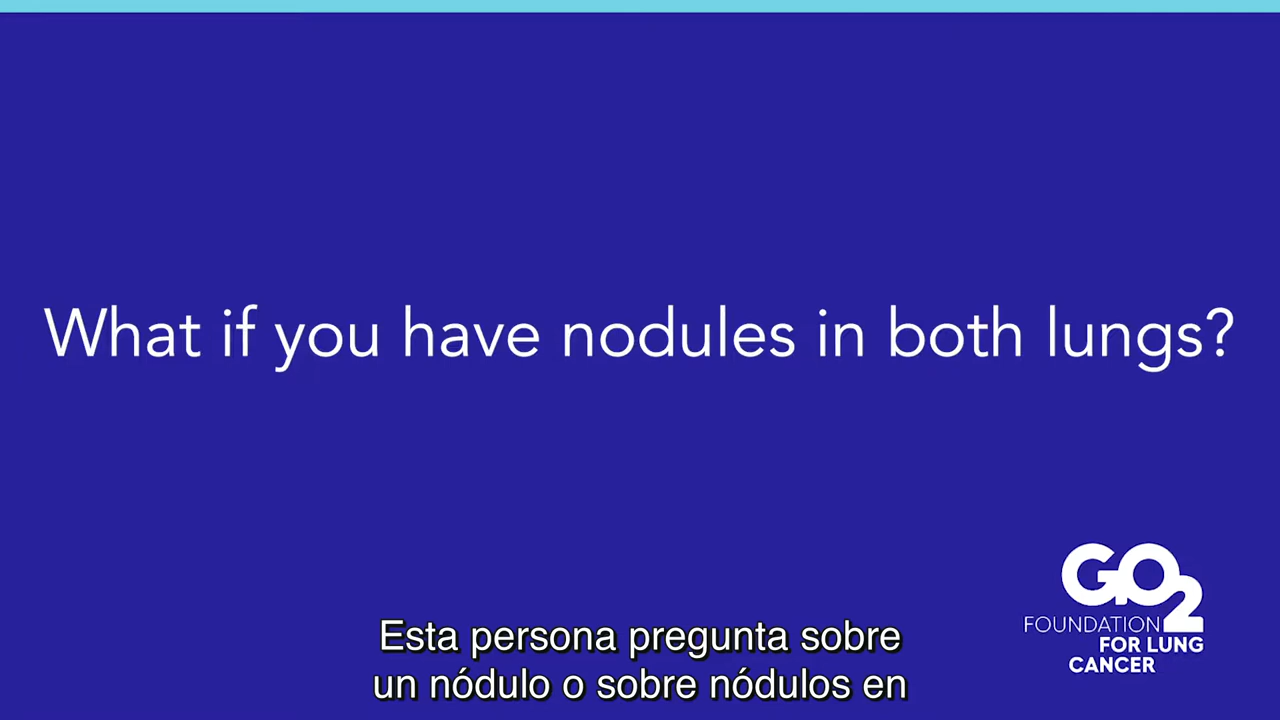 What if you have nodules in both lungs?
GO2
FOUNDATION
FOR LUNG
CANCER
Esta persona pregunta sobre
un nódulo o sobre nódulos en